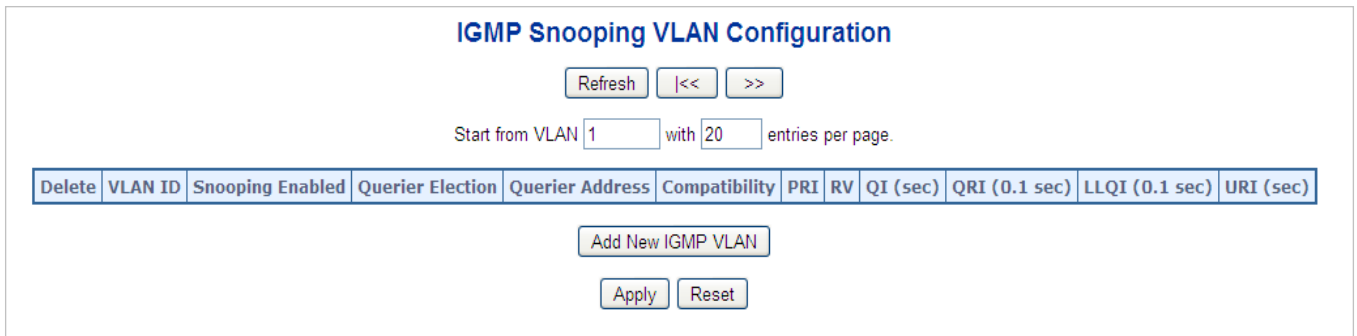 IGMP Snooping VLAN Configuration
Refresh |<< >>
Start from VLAN 1 with 20 entries per page.
Delete VLAN ID Snooping Enabled Querier Election Querier Address Compatibility PRI RV QI (sec) QRI (0.1 sec) LLQI (0.1 sec) URI (sec)
Add New IGMP VLAN
Apply Reset